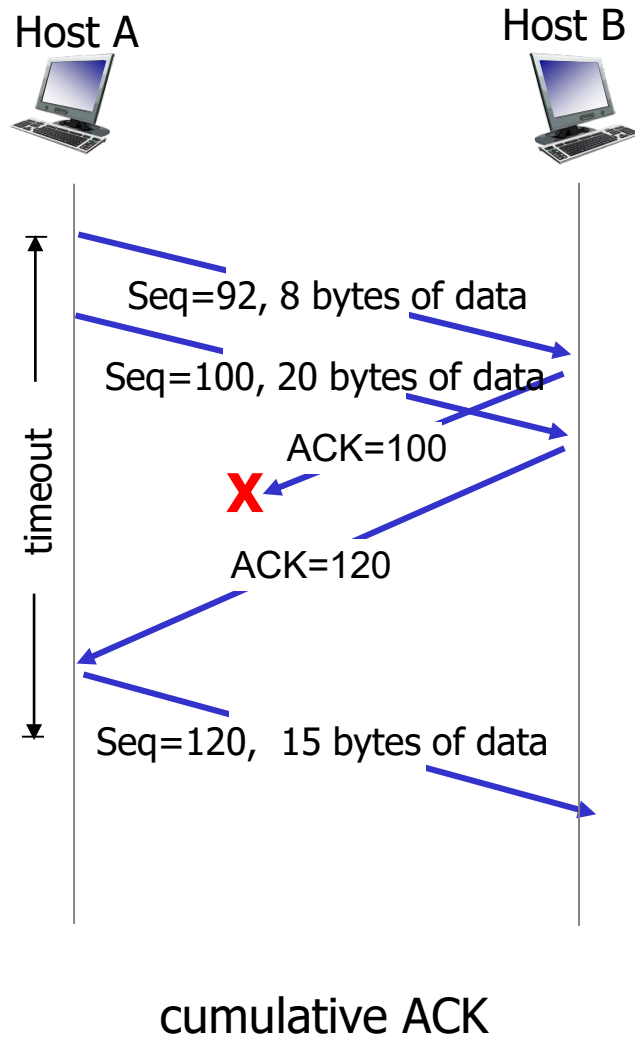 Host A
Host B
Seq=92, 8 bytes of data
Seq=100, 20 bytes of data
ACK=100
X
timeout
ACK=120
Seq=120,  15 bytes of data
cumulative ACK